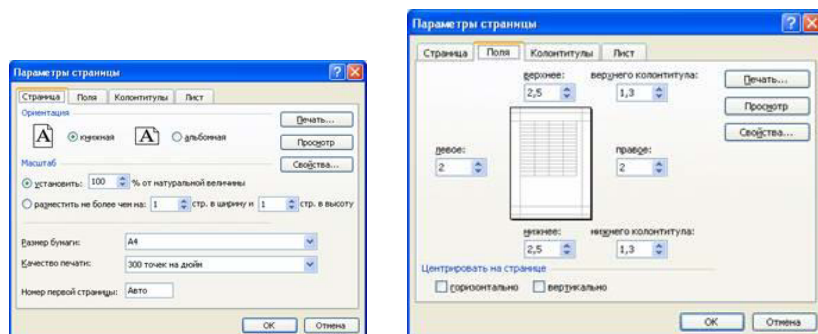 Параметры страницы
Страница Поля Колонтитулы Лист
Ориентация
A книжная A альбомная
Печать...
Просмотр
Свойства...
Масштаб
установить: 100 % от натуральной величины
разместить не более чем на: 1 стр. в ширину и 1 стр. в высоту
Размер бумаги: A4
Качество печати: 300 точек на дюйм
Номер первой страницы: Авто
ОК Отмена
Параметры страницы
Страница Поля Колонтитулы Лист
верхнее: верхнего колонтитула:
2,5 1,3
Печать...
Просмотр
Свойства...
левое: правое:
2 2
нижнее: нижнего колонтитула:
2,5 1,3
Центрировать на странице
горизонтально вертикально
ОК Отмена